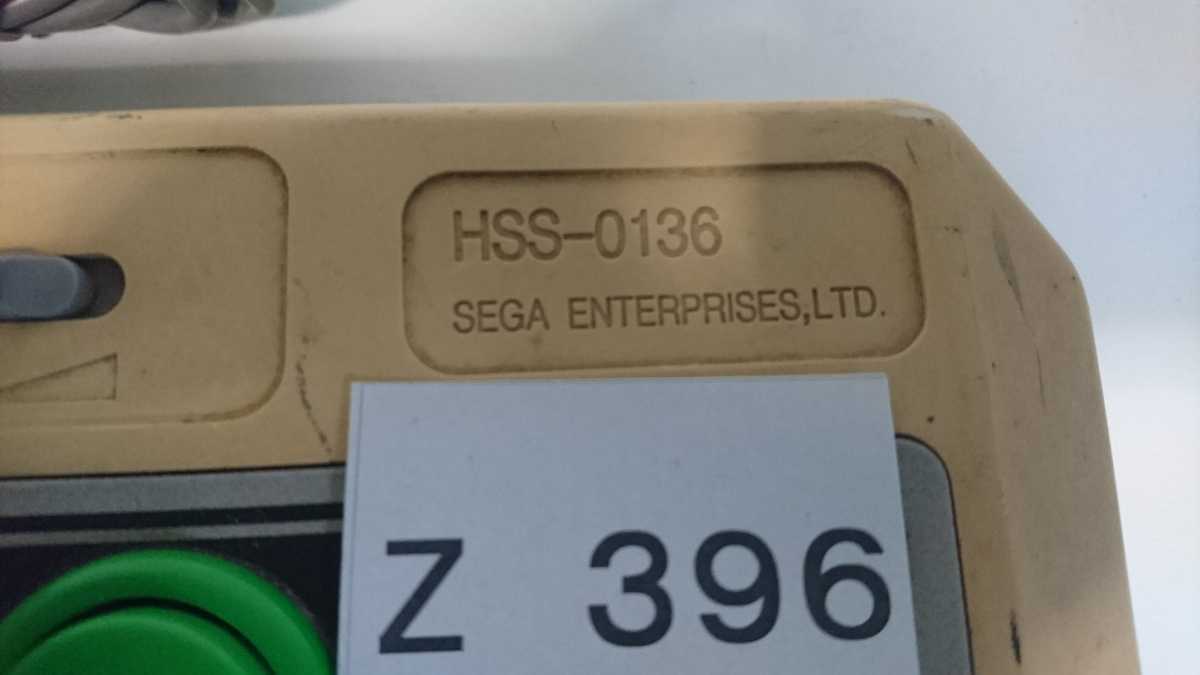 HSS-0136
SEGA ENTERPRISES,LTD.
Z 396